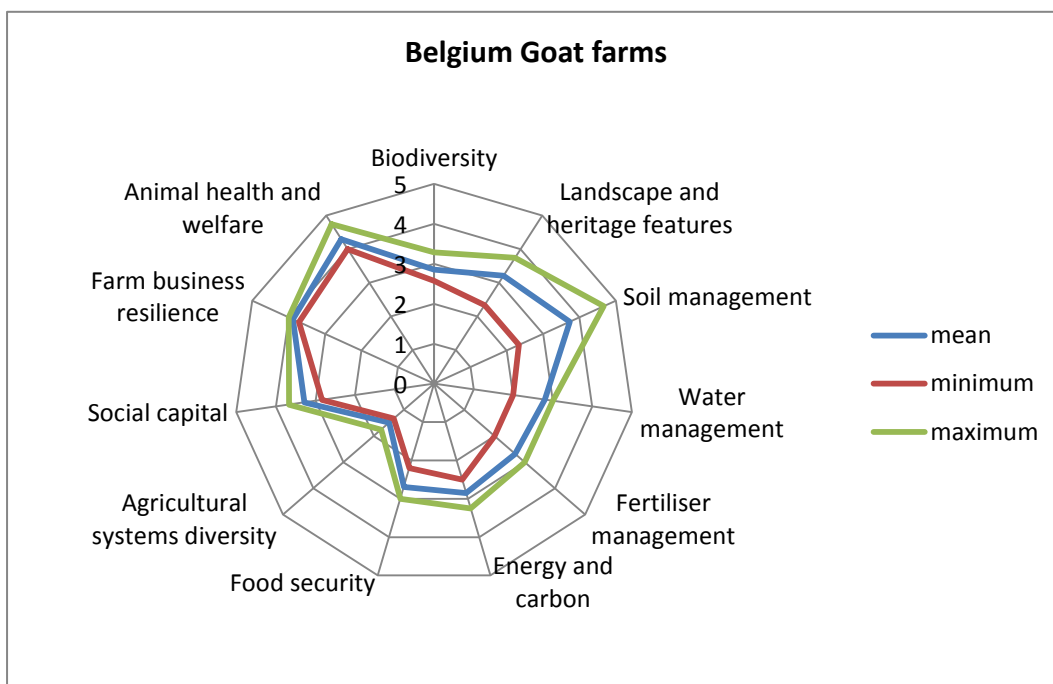 Belgium Goat farms
Biodiversity
Landscape and
heritage features
Soil management
Water
management
Fertiliser
management
Energy and
carbon
Food security
Agricultural
systems diversity
Social capital
Farm business
resilience
Animal health and
welfare
5
4
3
2
1
0
mean
minimum
maximum